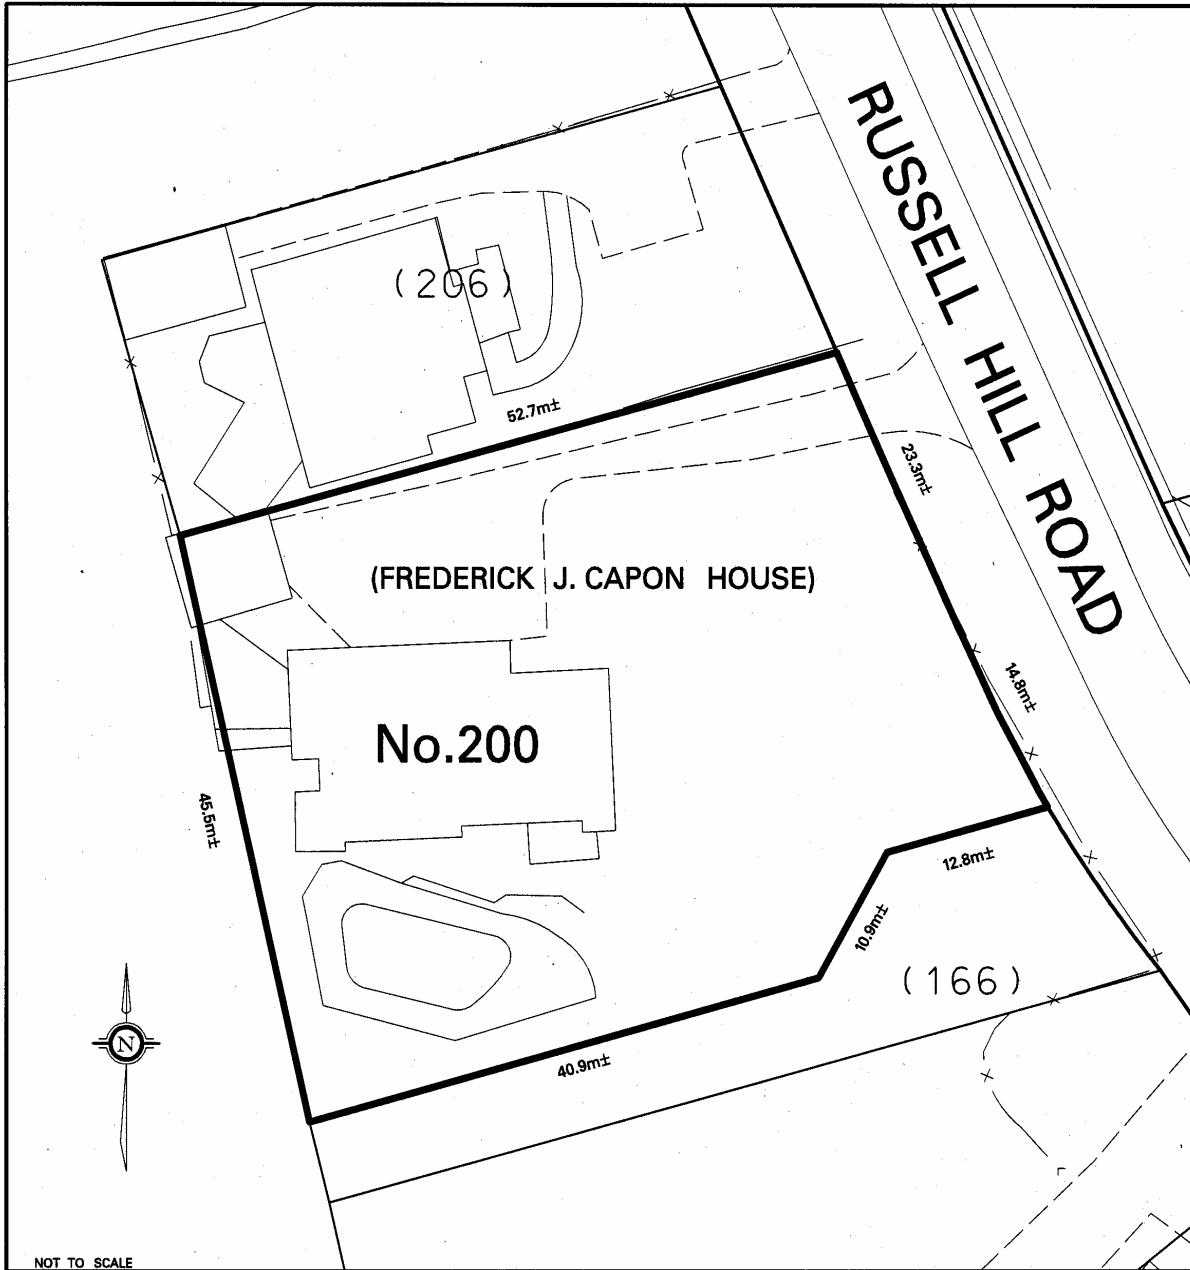 RUSSELL HILL ROAD
(206)
52.7m±
23.3m±
(FREDERICK J. CAPON HOUSE)
14.8m±
No.200
45.5m±
12.8m±
10.9m±
(166)
N
40.9m±
NOT TO SCALE